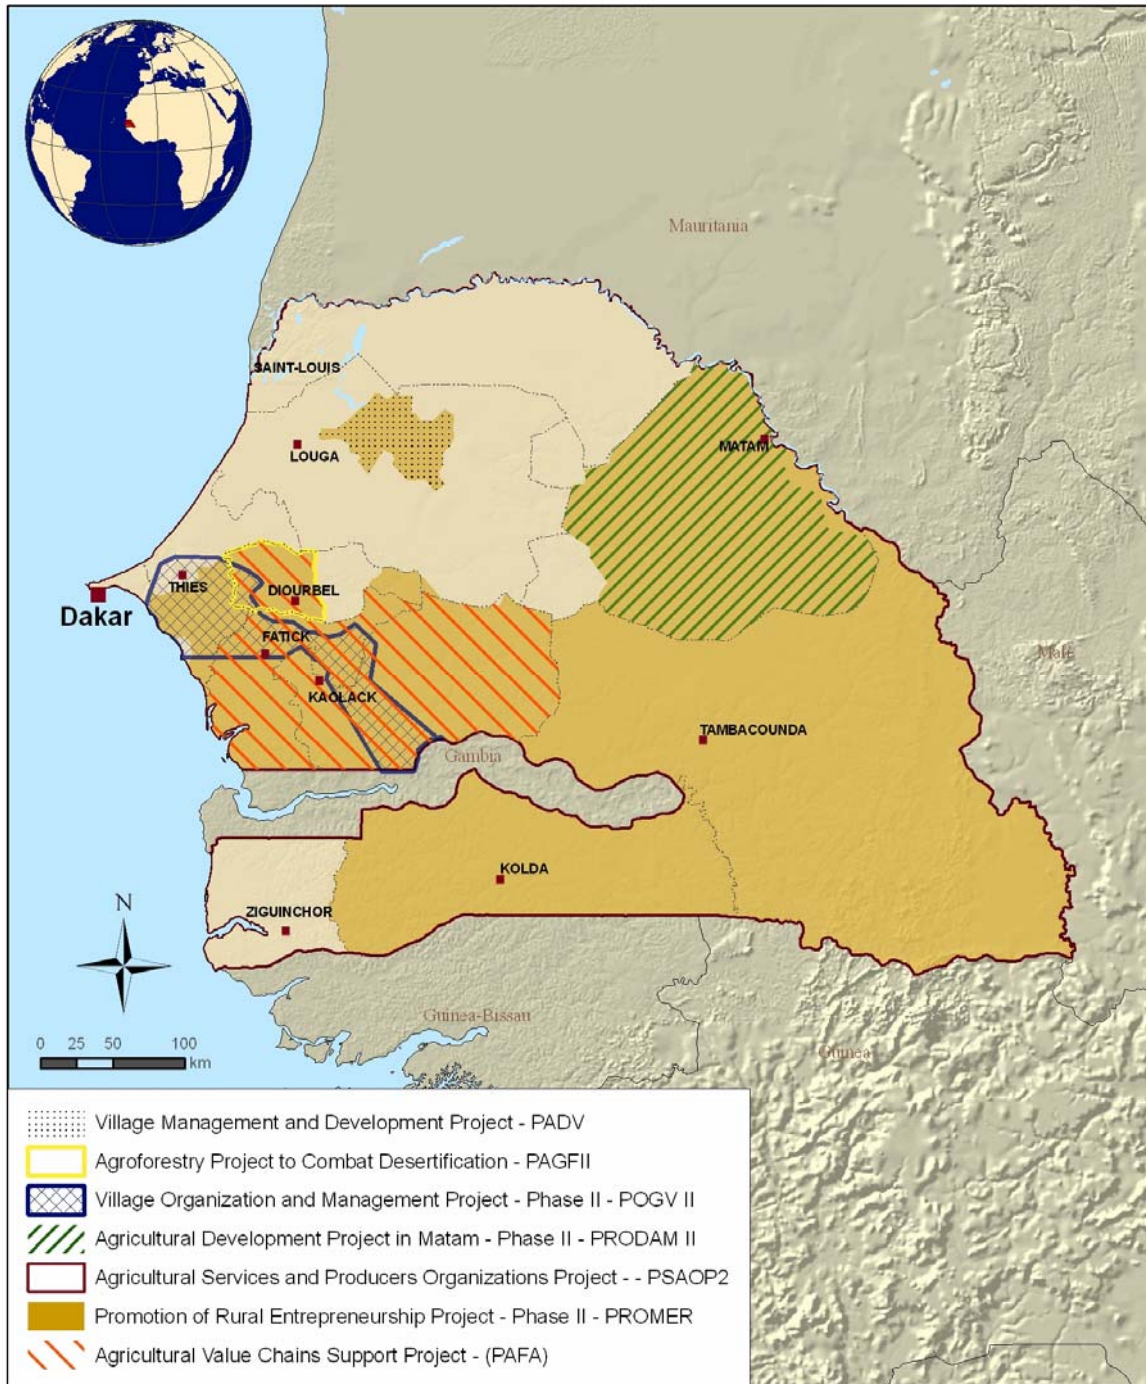 Mauritania
SAINT-LOUIS
MATAM
LOUGA
THIES
DIOURBEL
Dakar
FATICK
Mali
KAOLACK
TAMBACOUNDA
Gambia
KOLDA
ZIGUINCHOR
N
Guinea-Bissau
Guinea
0 25 50 100
km
Village Management and Development Project - PADV
Agroforestry Project to Combat Desertification - PAGFII
Village Organization and Management Project - Phase II - POGV II
Agricultural Development Project in Matam - Phase II - PRODAM II
Agricultural Services and Producers Organizations Project - - PSAOP2
Promotion of Rural Entrepreneurship Project - Phase II - PROMER
Agricultural Value Chains Support Project - (PAFA)